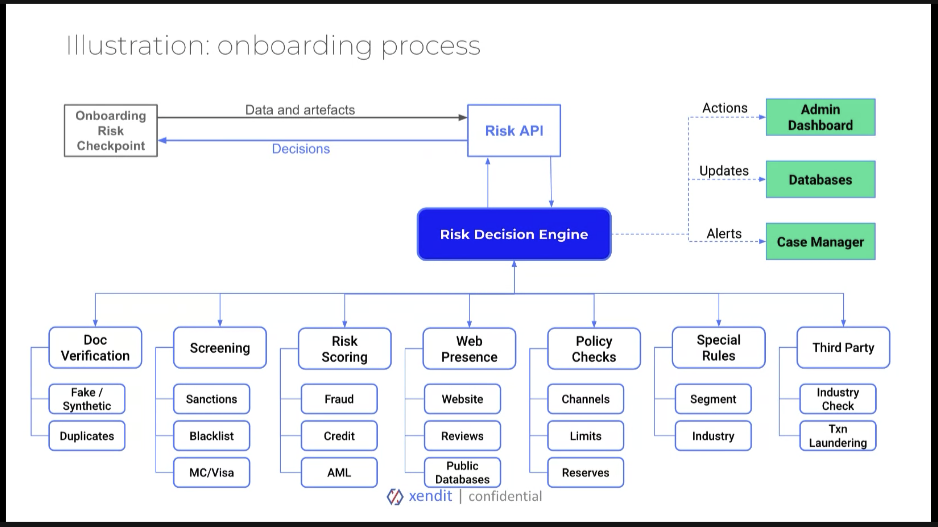 Illustration: onboarding process
Onboarding
Risk
Checkpoint
Data and artefacts
Decisions
Risk API
Actions
Admin
Dashboard
Updates
Databases
Alerts
Case Manager
Risk Decision Engine
Doc
Verification
Fake /
Synthetic
Duplicates
Screening
Sanctions
Blacklist
MC/Visa
Risk
Scoring
Fraud
Credit
AML
Web
Presence
Website
Reviews
Public
Databases
Policy
Checks
Channels
Limits
Reserves
Special
Rules
Segment
Industry
Third Party
Industry
Check
Txn
Laundering
xendit | confidential